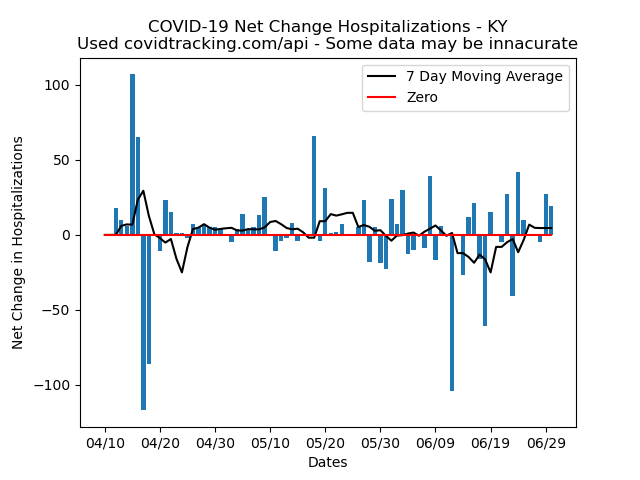 COVID-19 Net Change Hospitalizations - KY
Used covidtracking.com/api - Some data may be innacurate
7 Day Moving Average
Zero
Net Change in Hospitalizations
100
50
0
−50
−100
04/10 04/20 04/30 05/10 05/20 05/30 06/09 06/19 06/29
Dates